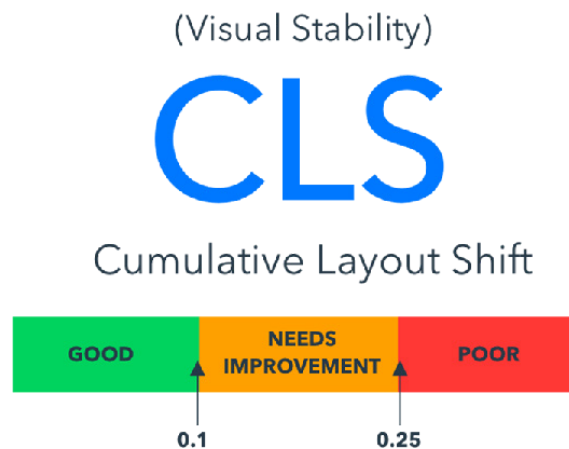 (Visual Stability)
CLS
Cumulative Layout Shift
GOOD
NEEDS
IMPROVEMENT
POOR
0.1
0.25